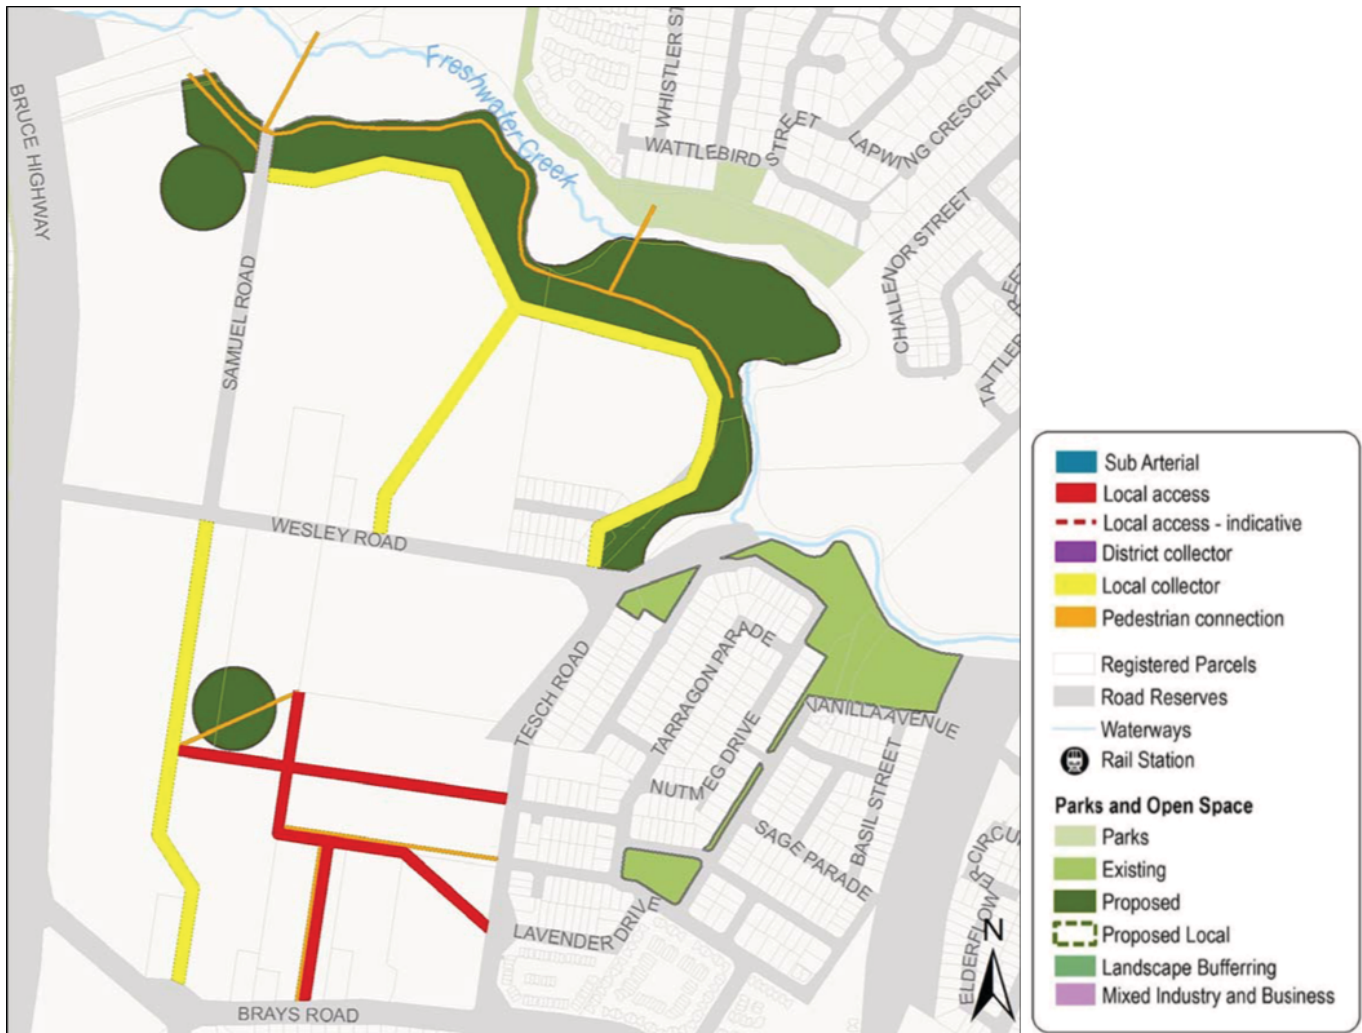 BRUCE HIGHWAY
Freshwater Creek
WHISTLER ST
WATTLEBIRD STREET
LAPWING CRESCENT
CHALLENOR STREET
SAMUEL ROAD
WESLEY ROAD
TESCH ROAD
TARRAGON PARADE
NUTMEG DRIVE
VANILLA AVENUE
BASIL STREET
SAGE PARADE
LAVENDER DRIVE
BRAYS ROAD
N
Sub Arterial
Local access
Local access - indicative
District collector
Local collector
Pedestrian connection
Registered Parcels
Road Reserves
Waterways
Rail Station
Parks and Open Space
Parks
Existing
Proposed
Proposed Local
Landscape Bufferring
Mixed Industry and Business